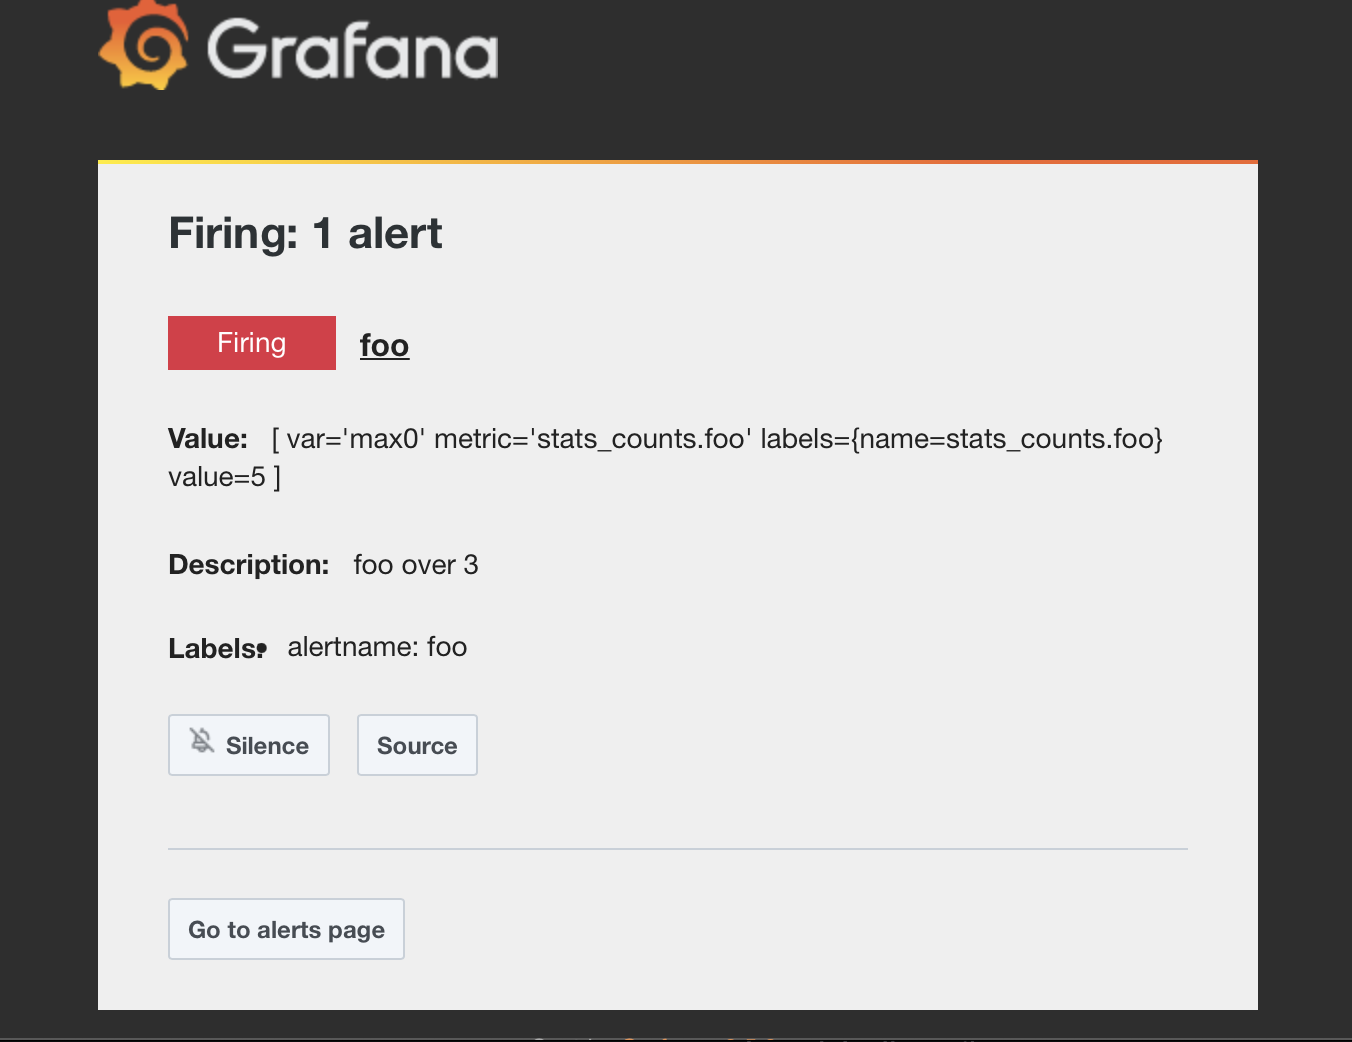 Grafana
Firing: 1 alert
Firing foo
Value: [ var='max0' metric='stats_counts.foo' labels={name=stats_counts.foo}
value=5 ]
Description: foo over 3
Labels: • alertname: foo
Silence Source
Go to alerts page